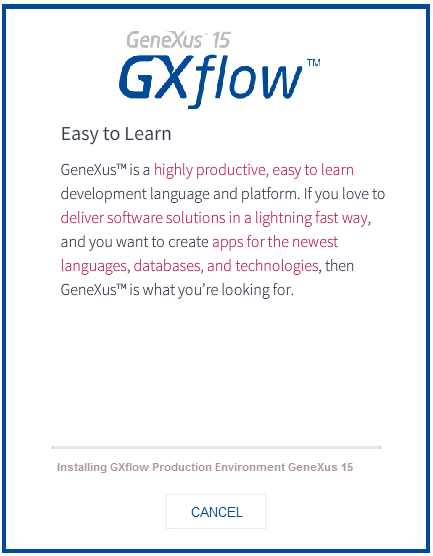 GeneXus™ 15
GXflow™
Easy to Learn
GeneXus™ is a highly productive, easy to learn
development language and platform. If you love to
deliver software solutions in a lightning fast way,
and you want to create apps for the newest
languages, databases, and technologies, then
GeneXus™ is what you’re looking for.
Installing GXflow Production Environment GeneXus 15
CANCEL